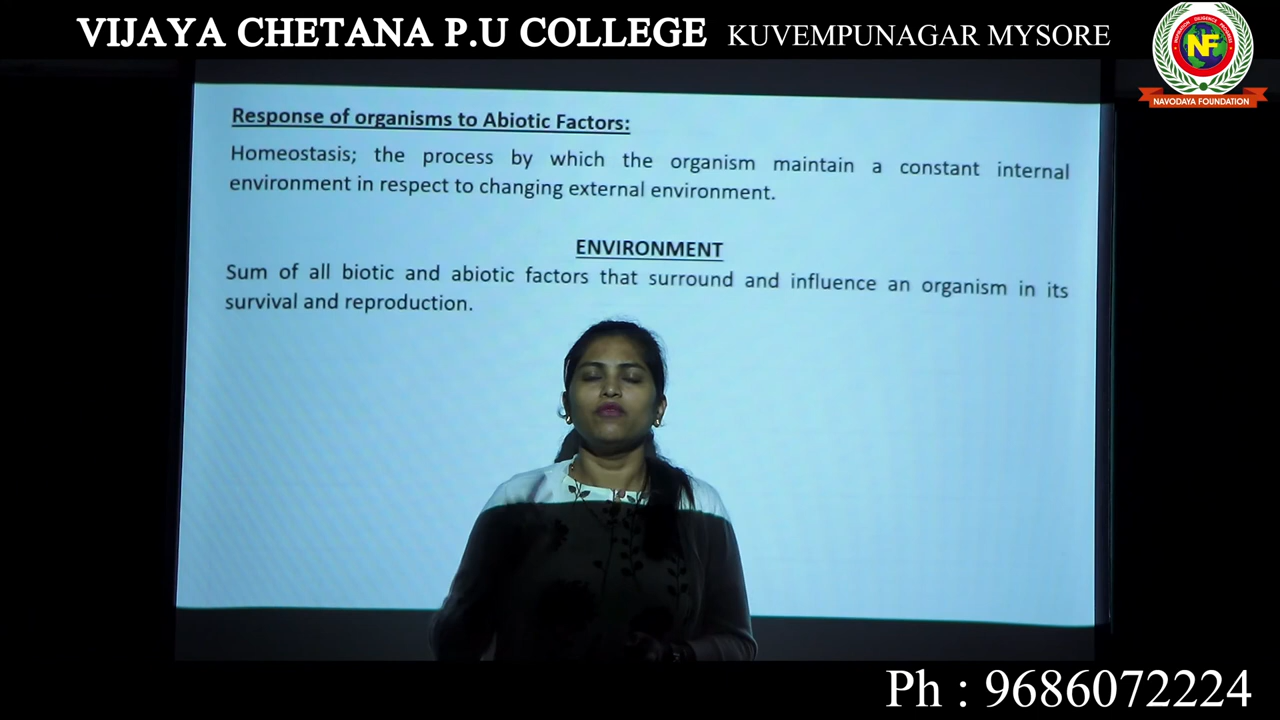 VIJAYA CHETANA P.U COLLEGE KUVEMPUNAGAR MYSORE
NF
NAVODAYA FOUNDATION
Response of organisms to Abiotic Factors:
Homeostasis; the process by which the organism maintain a constant internal
environment in respect to changing external environment.
ENVIRONMENT
Sum of all biotic and abiotic factors that surround and influence an organism in its
survival and reproduction.
Ph : 9686072224